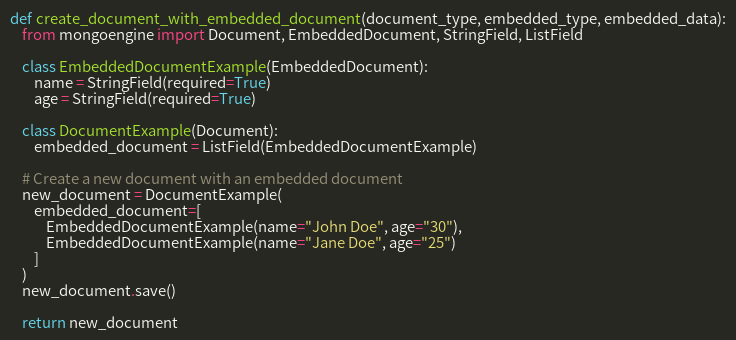 def create_document_with_embedded_document(document_type, embedded_type, embedded_data):
from mongoengine import Document, EmbeddedDocument, StringField, ListField
class EmbeddedDocumentExample(EmbeddedDocument):
name = StringField(required=True)
age = StringField(required=True)
class DocumentExample(Document):
embedded_document = ListField(EmbeddedDocumentExample)
# Create a new document with an embedded document
new_document = DocumentExample(
embedded_document=[
EmbeddedDocumentExample(name="John Doe", age="30"),
EmbeddedDocumentExample(name="Jane Doe", age="25")
]
)
new_document.save()
return new_document